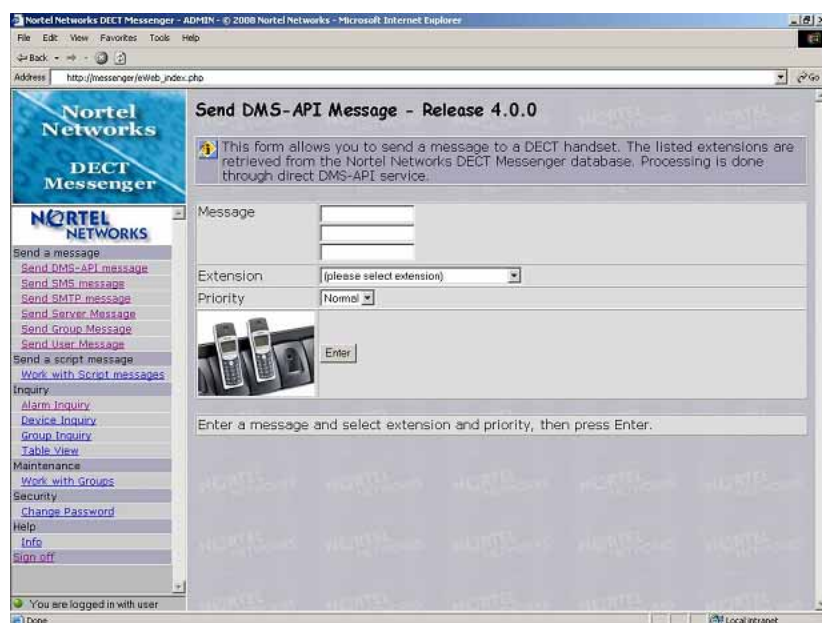 Nortel Networks DECT Messenger - ADMIN - © 2008 Nortel Networks - Microsoft Internet Explorer
File Edit View Favorites Tools Help
Back
Address http://messenger/eWeb_index.php Go
Nortel
Networks
DECT
Messenger
NORTEL
NETWORKS
Send a message
Send DMS-API message
Send SMS message
Send SMTP message
Send Server Message
Send Group Message
Send User Message
Send a script message
Work with Script messages
Inquiry
Alarm Inquiry
Device Inquiry
Group Inquiry
Table View
Maintenance
Work with Groups
Security
Change Password
Help
Info
Sign off
You are logged in with user
Send DMS-API Message - Release 4.0.0
This form allows you to send a message to a DECT handset. The listed extensions are
retrieved from the Nortel Networks DECT Messenger database. Processing is done
through direct DMS-API service.
Message
Extension (please select extension)
Priority Normal
Enter
Enter a message and select extension and priority, then press Enter.
Done Local intranet